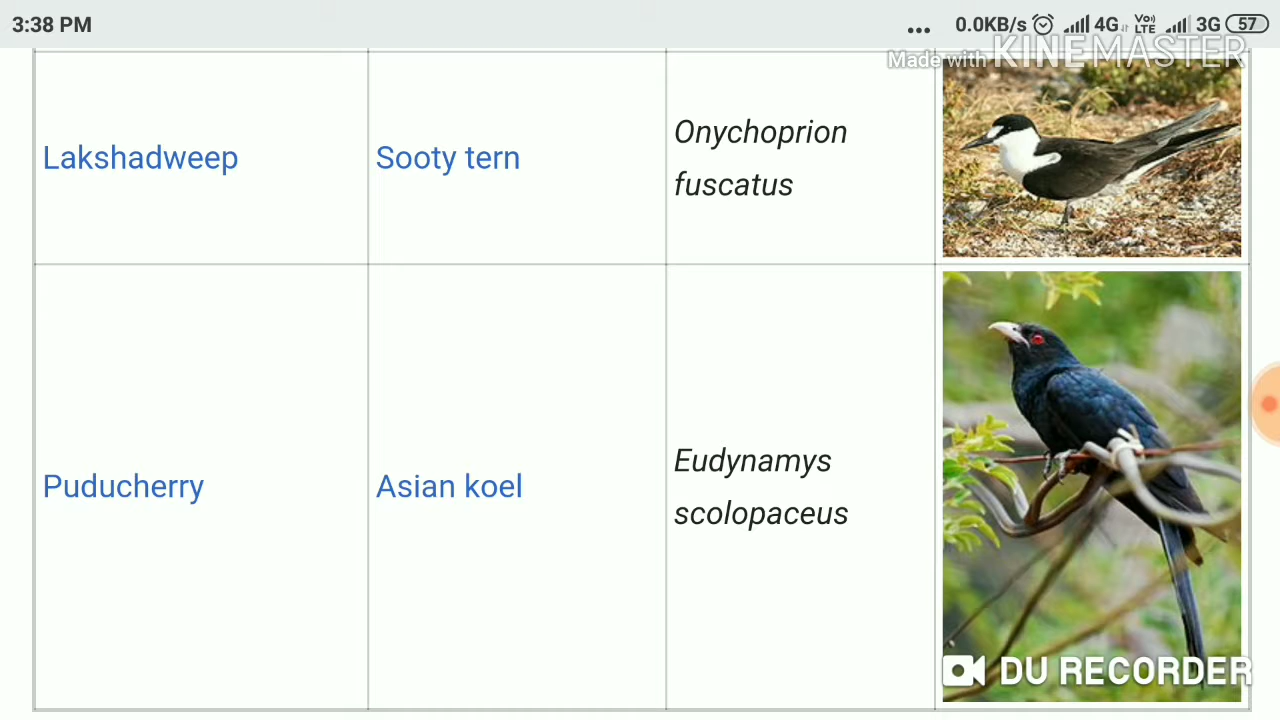 3:38 PM
... 0.0KB/s 4G Vo) LTE 3G 57
Made with KINEMASTER
Lakshadweep
Sooty tern
Onychoprion
fuscatus
Puducherry
Asian koel
Eudynamys
scolopaceus
DU RECORDER